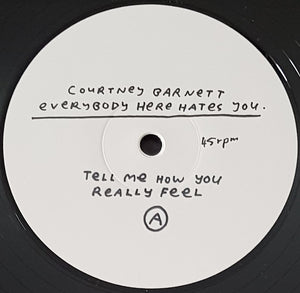 COURTNEY BARNETT
EVERYBODY HERE HATES YOU.
45rpm
TELL ME HOW YOU
REALLY FEEL
A